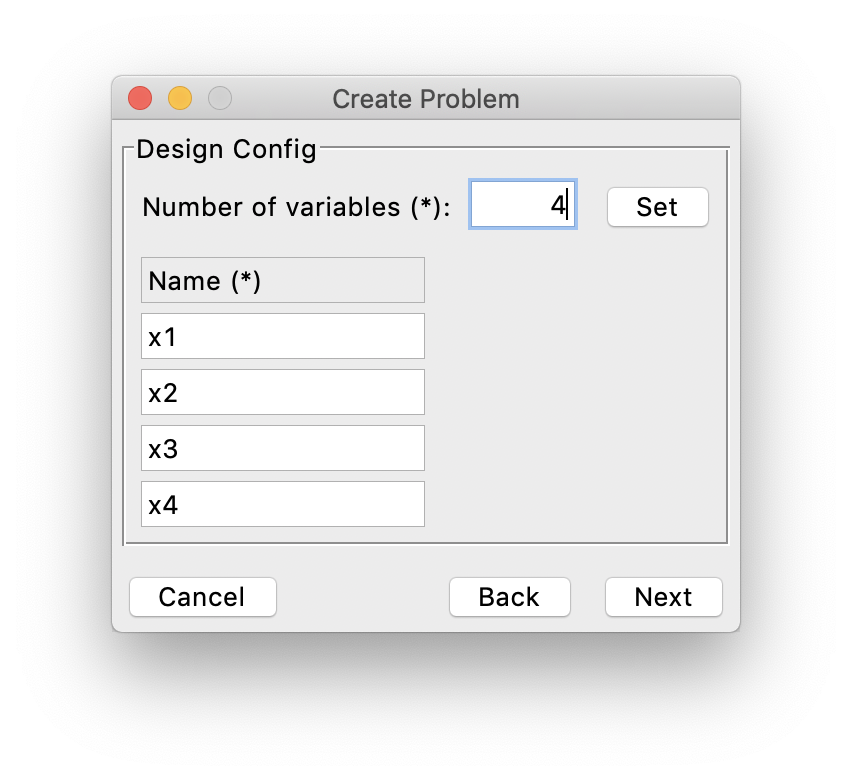 Create Problem
Design Config
Number of variables (*): 4 Set
Name (*)
x1
x2
x3
x4
Cancel Back Next